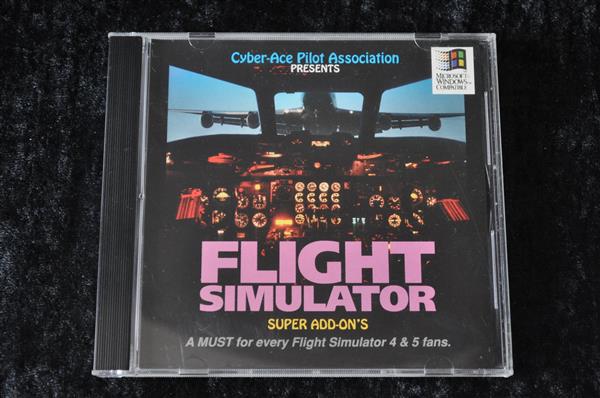 Cyber-Ace Pilot Association
PRESENTS
MICROSOFT
WINDOWS™
COMPATIBLE
FLIGHT
SIMULATOR
SUPER ADD-ON'S
A MUST for every Flight Simulator 4 & 5 fans.